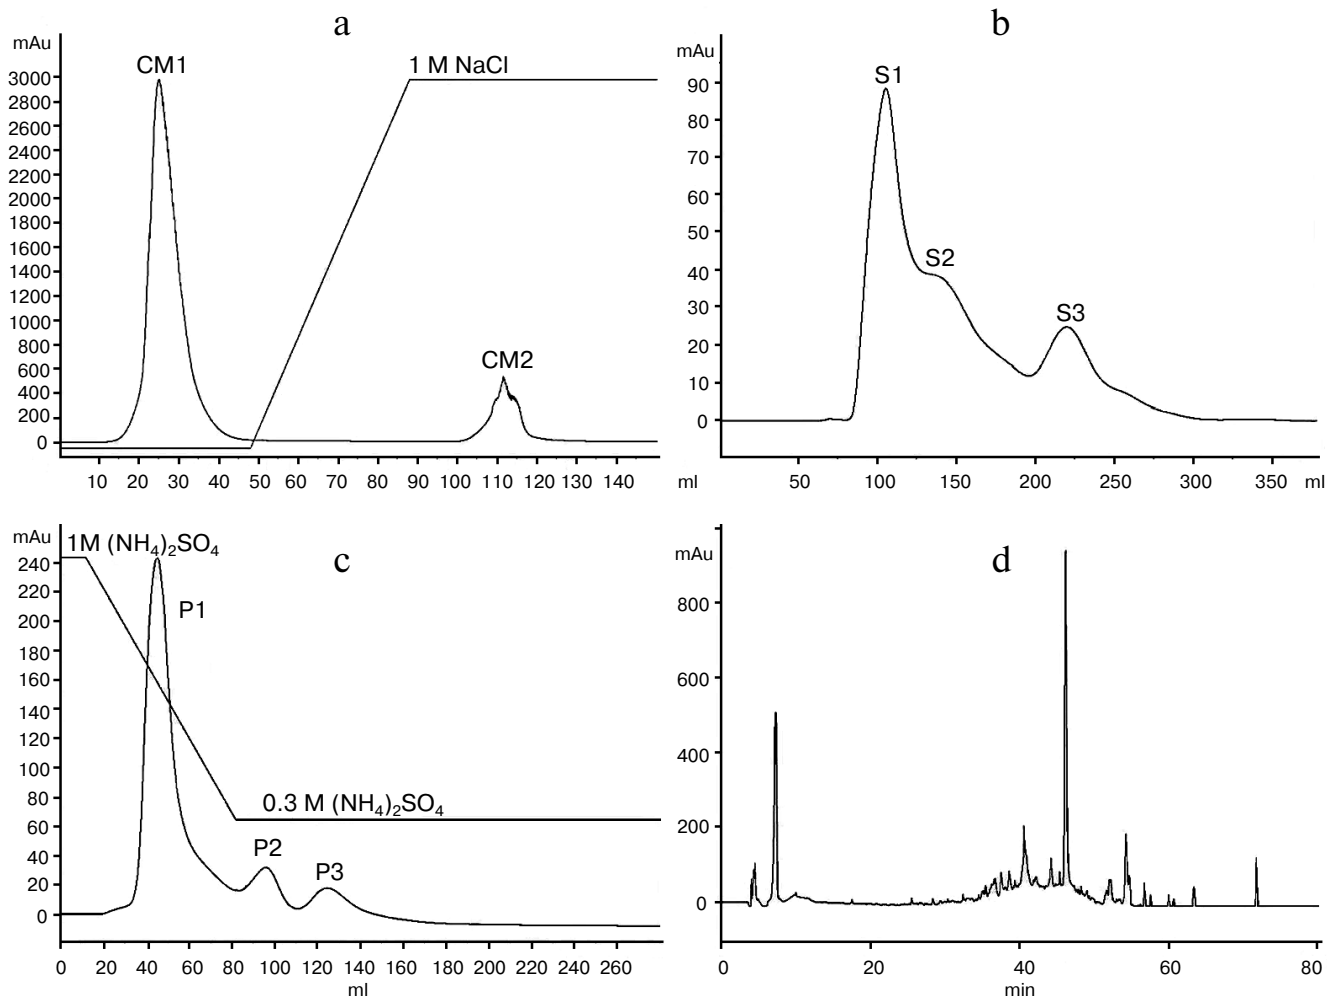 a
mAu
CM1
1 M NaCl
3000
2800
2600
2400
2200
2000
1800
1600
1400
1200
1000
800
600
400
200
0
CM2
10 20 30 40 50 60 70 80 90 100 110 120 130 140 ml
b
mAu
S1
S2
S3
90
80
70
60
50
40
30
20
10
0
50 100 150 200 250 300 350 ml
c
mAu
1M (NH₄)₂SO₄
P1
240
220
200
180
160
140
120
100
80
60
40
20
0
0.3 M (NH₄)₂SO₄
P2
P3
0 20 40 60 80 100 120 140 160 180 200 220 240 260
ml
d
mAu
800
600
400
200
0
0 20 40 60 80
min